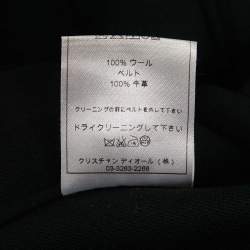 100% ウール
ベルト
100% 牛革
クリーニングの前にベルトを外して下さい
ドライクリーニングして下さい
クリスチャン ディオール (株)
03-3263-2266